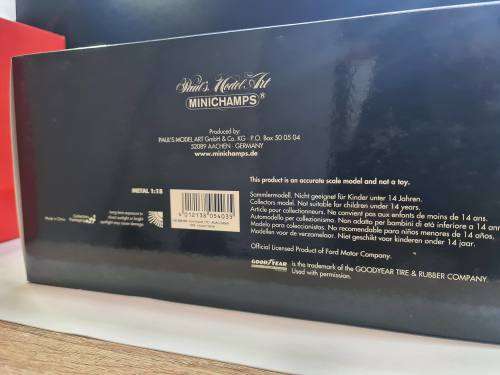 Paul's Model Art
MINICHAMPS®
Produced by:
PAUL'S MODEL ART GmbH & Co. KG · P.O. Box 50 05 04
52089 AACHEN · GERMANY
www.minichamps.de
This product is an accurate scale model and not a toy.
METAL 1:18
4 012138 054035
Made in China
Sammlermodell. Nicht geeignet für Kinder unter 14 Jahren.
Collectors model. Not suitable for children under 14 years.
Article pour collectionneurs. Ne convient pas aux enfants de moins de 14 ans.
Automodello per collezionismo. Non adatto per bambini di età inferiore a 14 anni
Modelo para coleccionistas. No recomendado para niños menores de 14 años.
Modellen voor de verzamelaar. Niet geschikt voor kinderen onder 14 jaar.
Official Licensed Product of Ford Motor Company.
GOODYEAR is the trademark of the GOODYEAR TIRE & RUBBER COMPANY.
Used with permission.